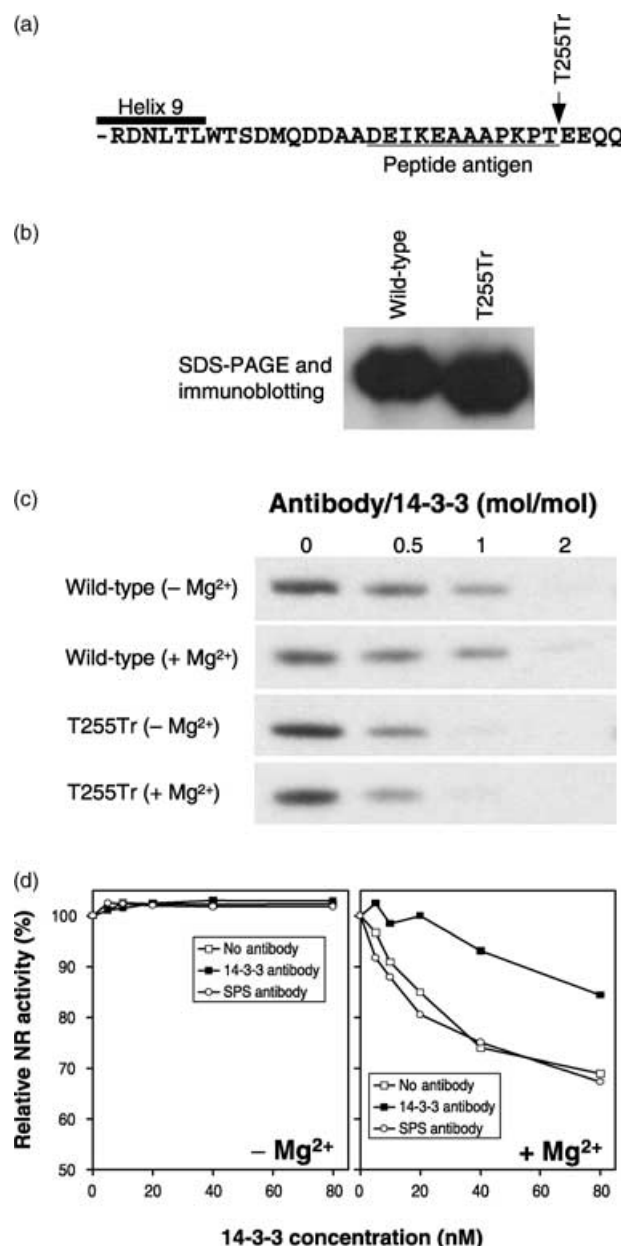 (a)
T255Tr
Helix 9
-RDNLTLWTSDMQDDAADEIKEAAAPKPTEEQQ
Peptide antigen
(b)
Wild-type
T255Tr
SDS-PAGE and
immunoblotting
(c)
Antibody/14-3-3 (mol/mol)
0 0.5 1 2
Wild-type (– Mg²⁺)
Wild-type (+ Mg²⁺)
T255Tr (– Mg²⁺)
T255Tr (+ Mg²⁺)
(d)
Relative NR activity (%)
100
90
80
70
60
50
No antibody
14-3-3 antibody
SPS antibody
– Mg²⁺
0 20 40 60 80
No antibody
14-3-3 antibody
SPS antibody
+ Mg²⁺
0 20 40 60 80
14-3-3 concentration (nM)